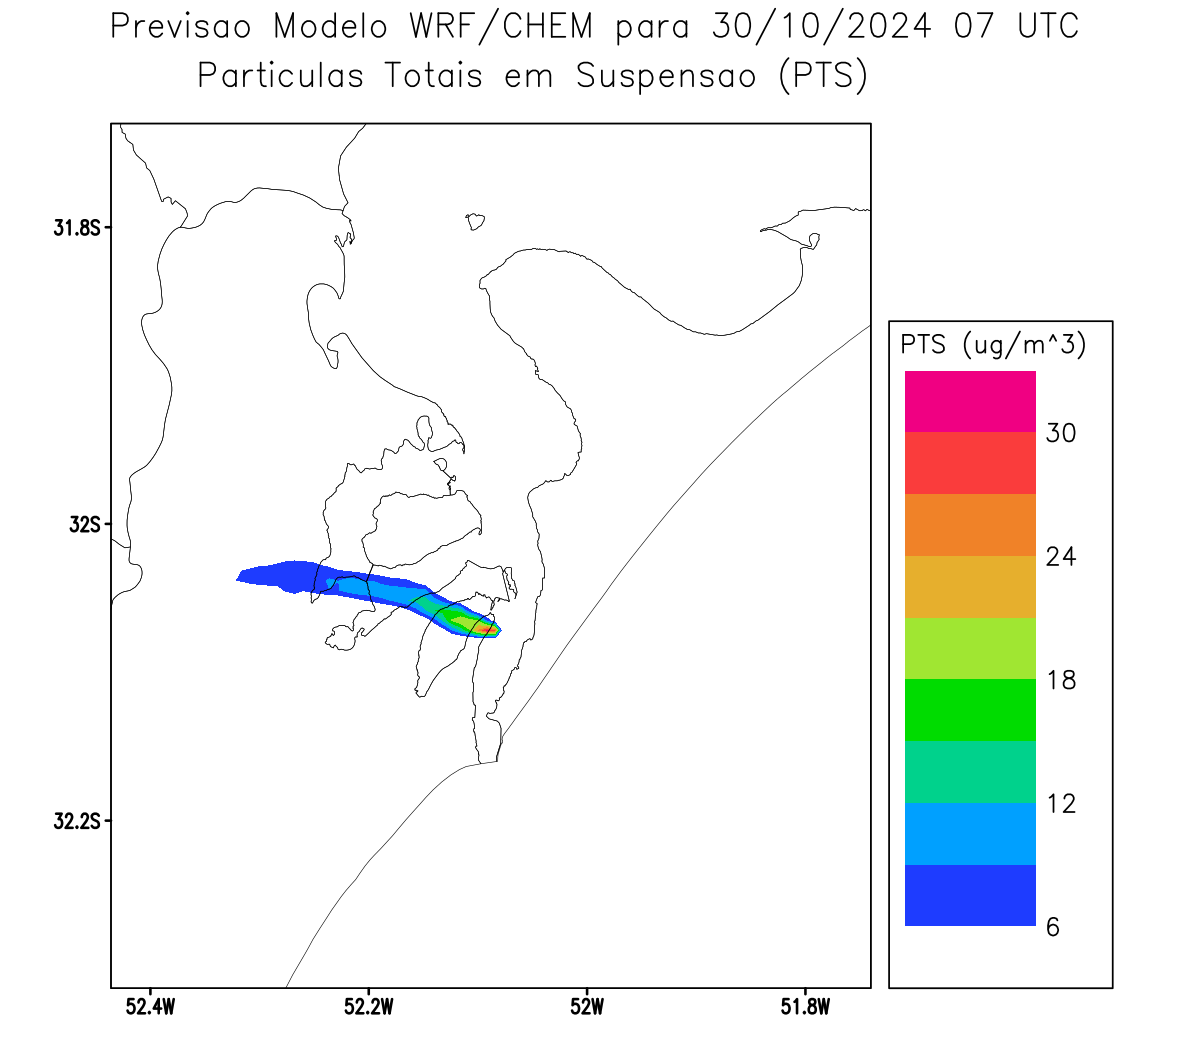 Previsao Modelo WRF/CHEM para 30/10/2024 07 UTC
Particulas Totais em Suspensao (PTS)
31.8S
32S
32.2S
52.4W
52.2W
52W
51.8W
PTS (ug/m^3)
30
24
18
12
6